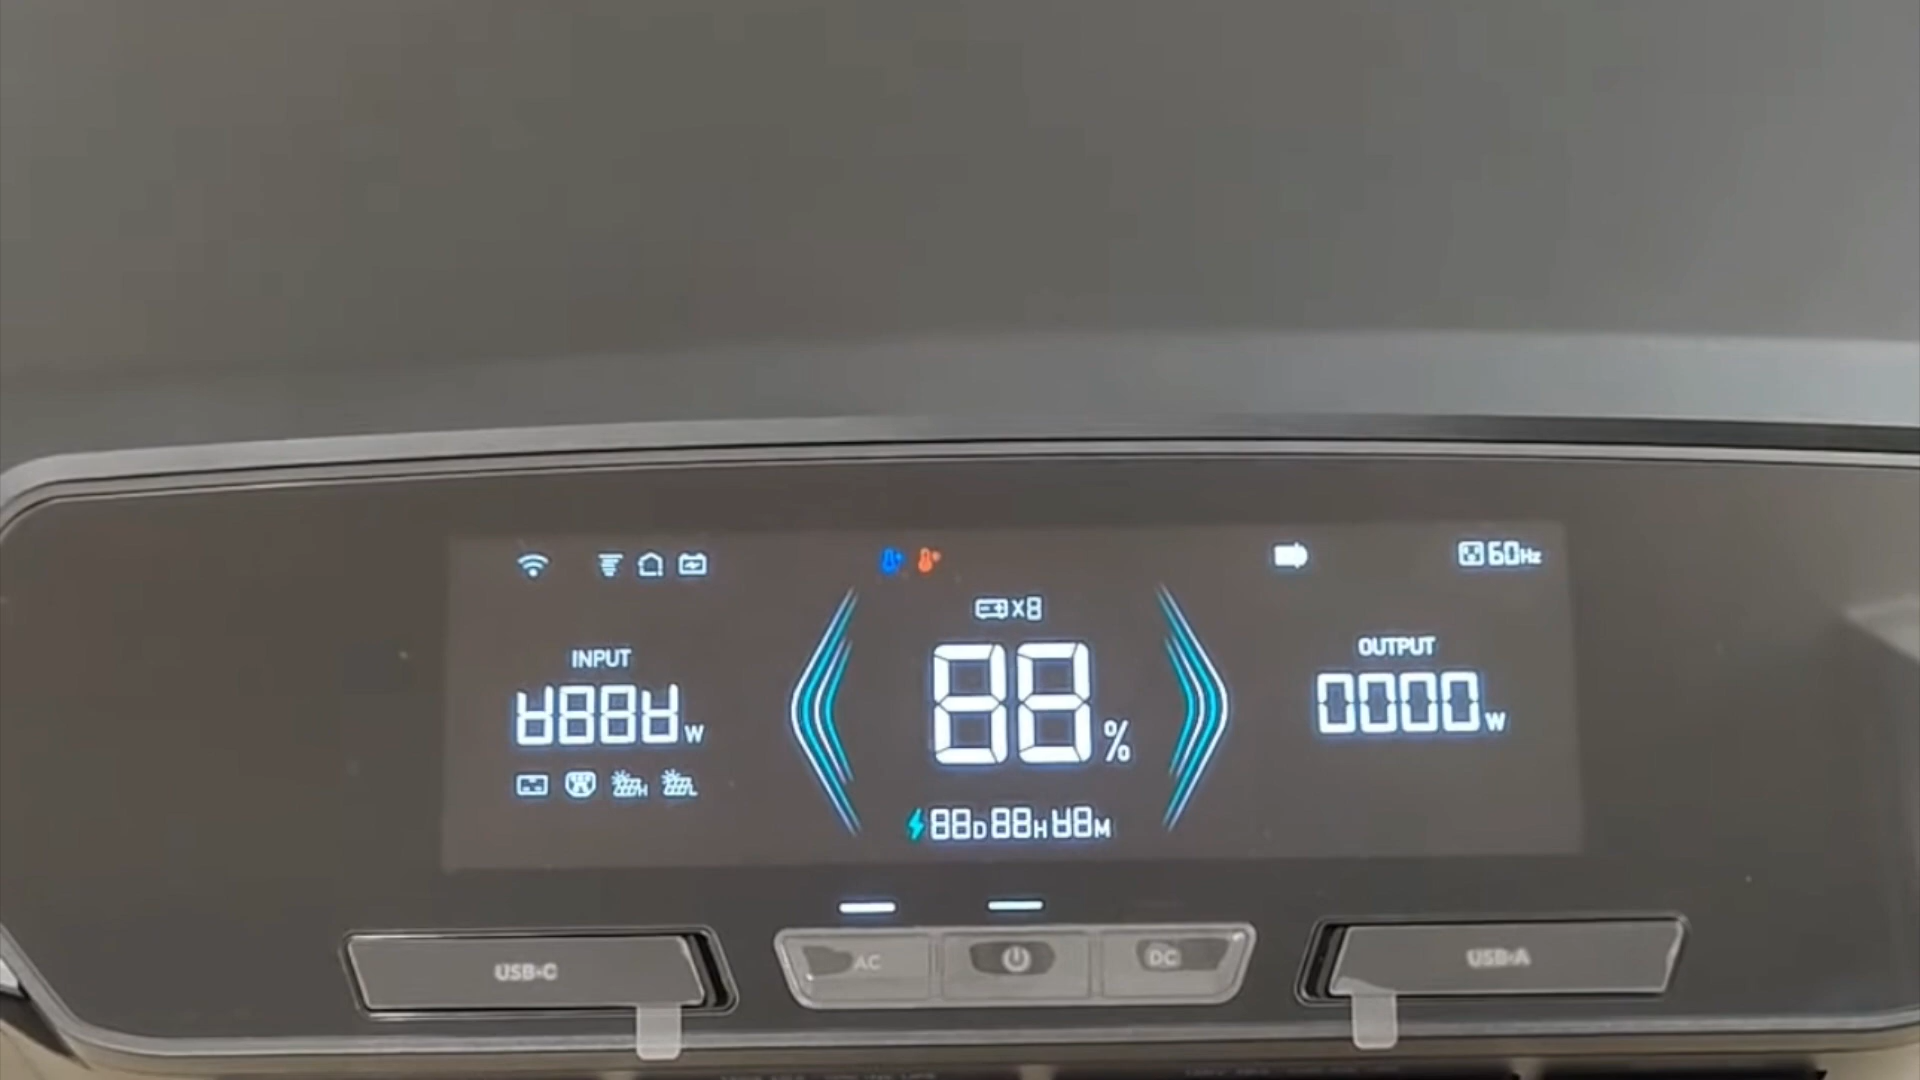 60Hz
X8
INPUT
OUTPUT
8888W
88%
0000W
88D88H88M
USB-C
AC
DC
USB-A